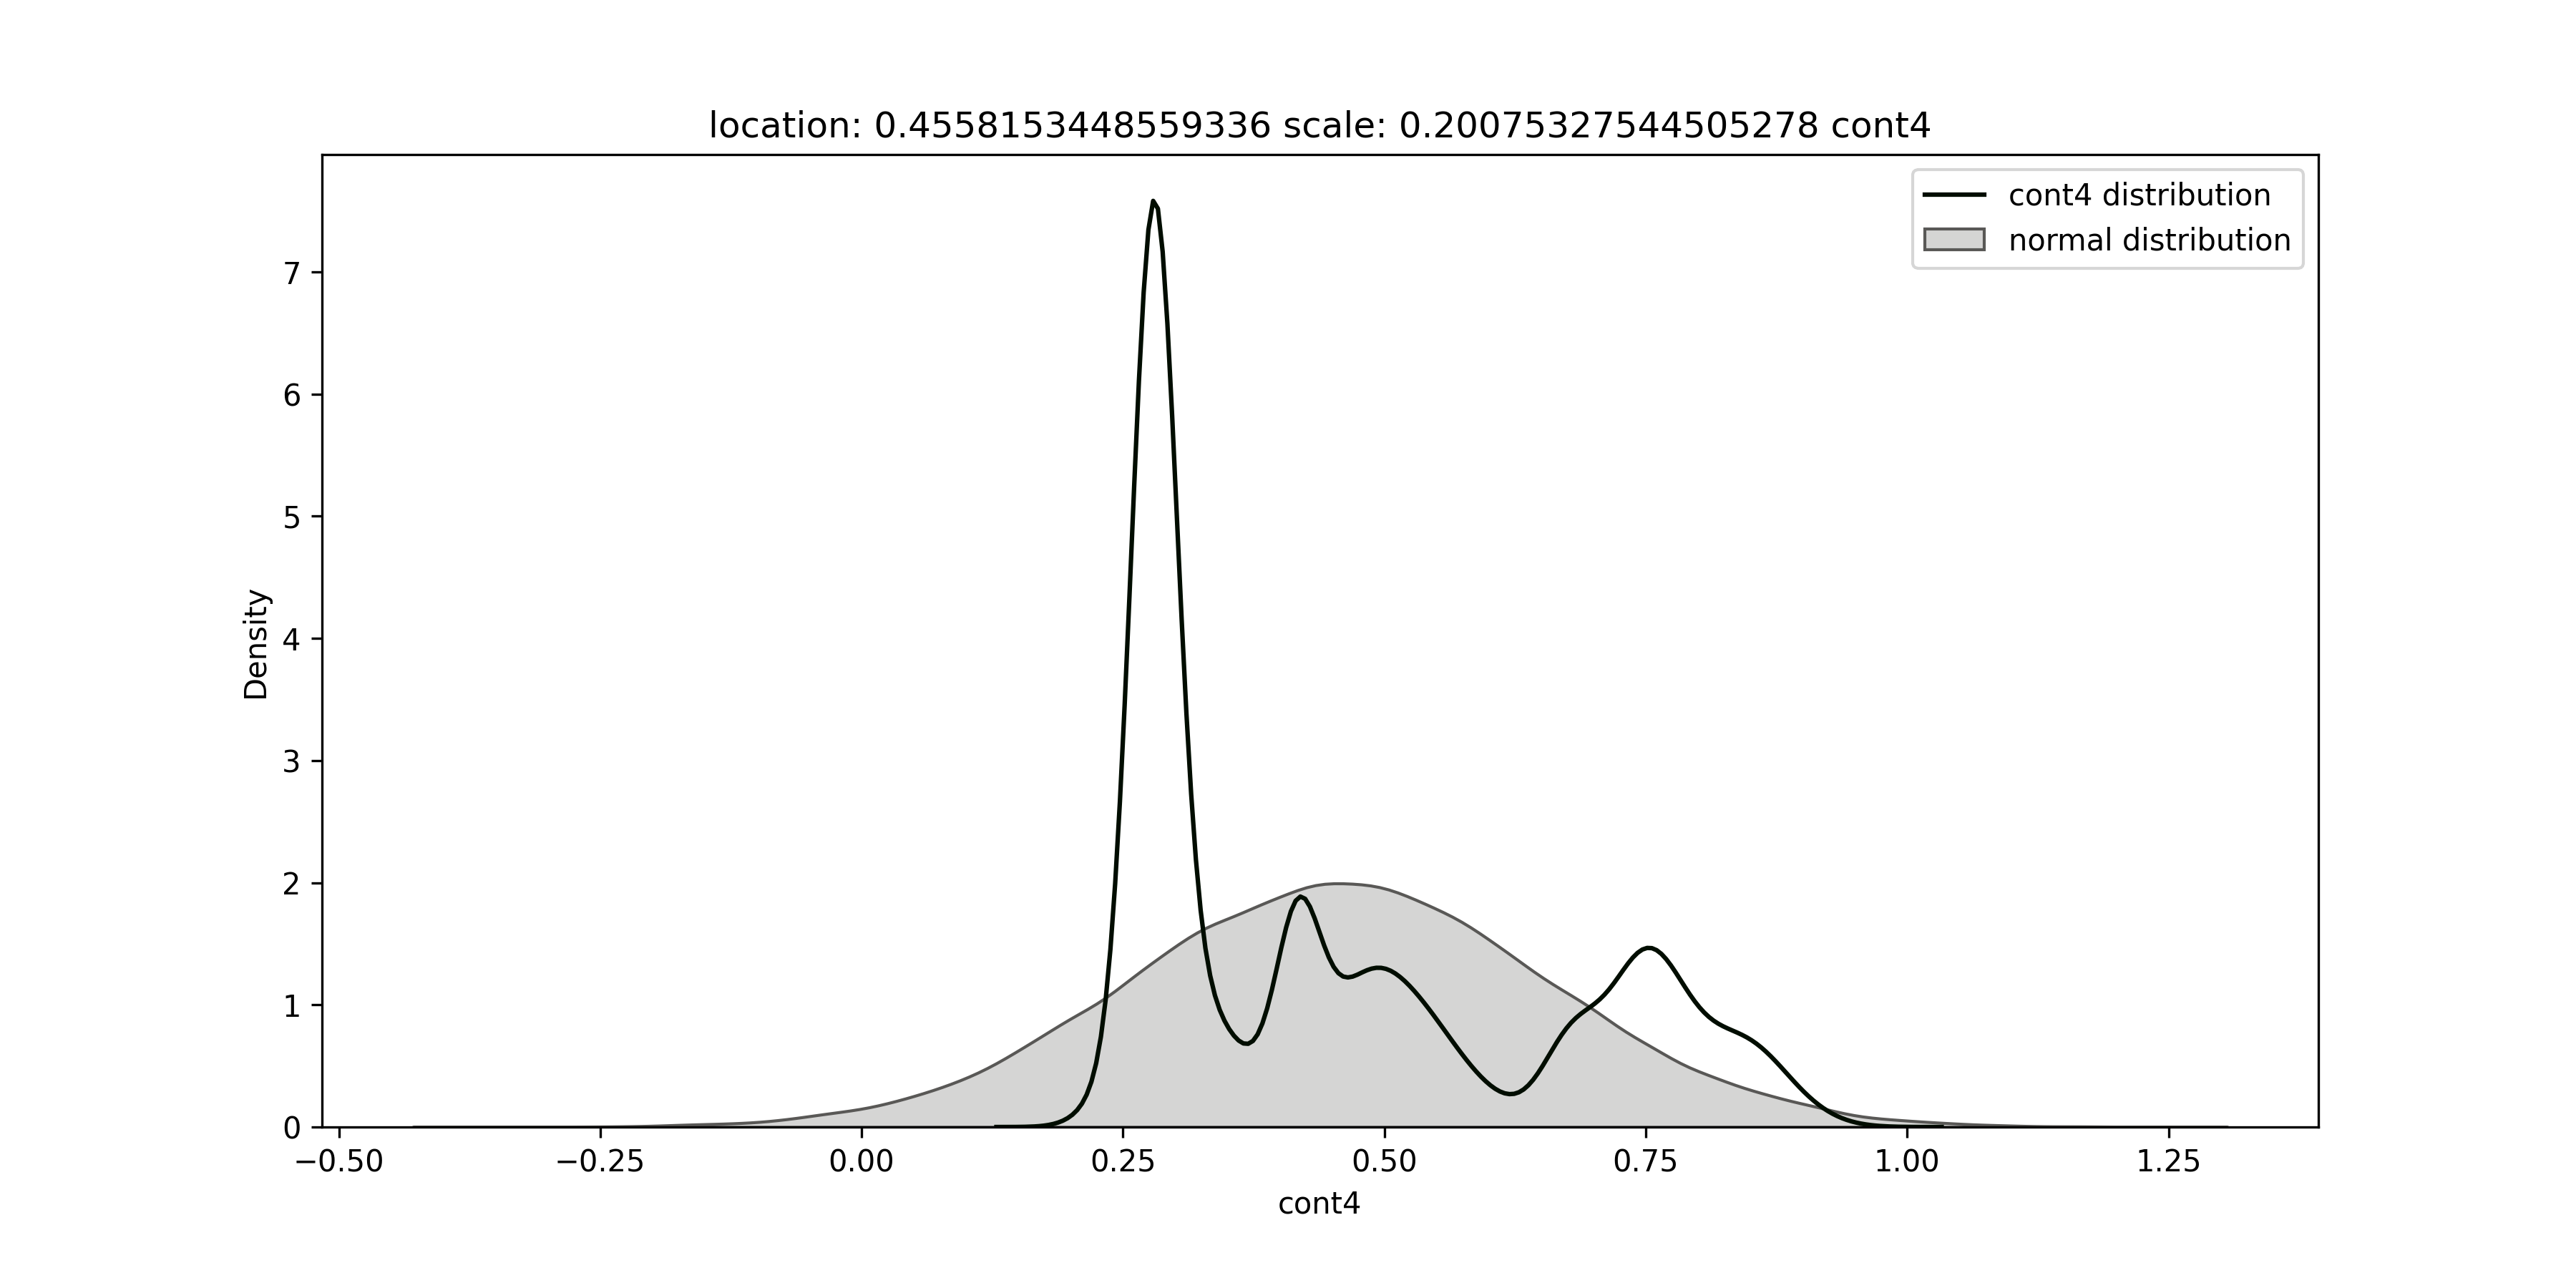 location: 0.4558153448559336 scale: 0.20075327544505278 cont4
cont4 distribution
normal distribution
Density
7
6
5
4
3
2
1
0
−0.50 −0.25 0.00 0.25 0.50 0.75 1.00 1.25
cont4